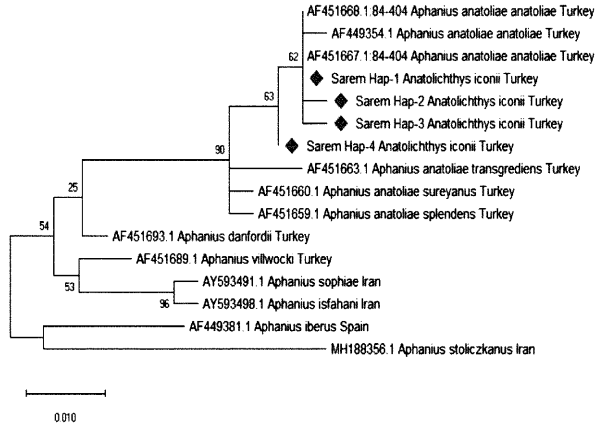 AF451668.1:84-404 Aphanius anatoliae anatoliae Turkey
AF449354.1 Aphanius anatoliae anatoliae Turkey
AF451667.1:84-404 Aphanius anatoliae anatoliae Turkey
62
Sarem Hap-1 Anatolichthys iconii Turkey
63
Sarem Hap-2 Anatolichthys iconii Turkey
Sarem Hap-3 Anatolichthys iconii Turkey
Sarem Hap-4 Anatolichthys iconii Turkey
90
AF451663.1 Aphanius anatoliae transgrediens Turkey
25
AF451660.1 Aphanius anatoliae sureyanus Turkey
AF451659.1 Aphanius anatoliae splendens Turkey
54
AF451693.1 Aphanius danfordii Turkey
AF451689.1 Aphanius villwocki Turkey
53
AY593491.1 Aphanius sophiae Iran
96
AY593498.1 Aphanius isfahani Iran
AF449381.1 Aphanius iberus Spain
MH188356.1 Aphanius stoliczkanus Iran
0.010